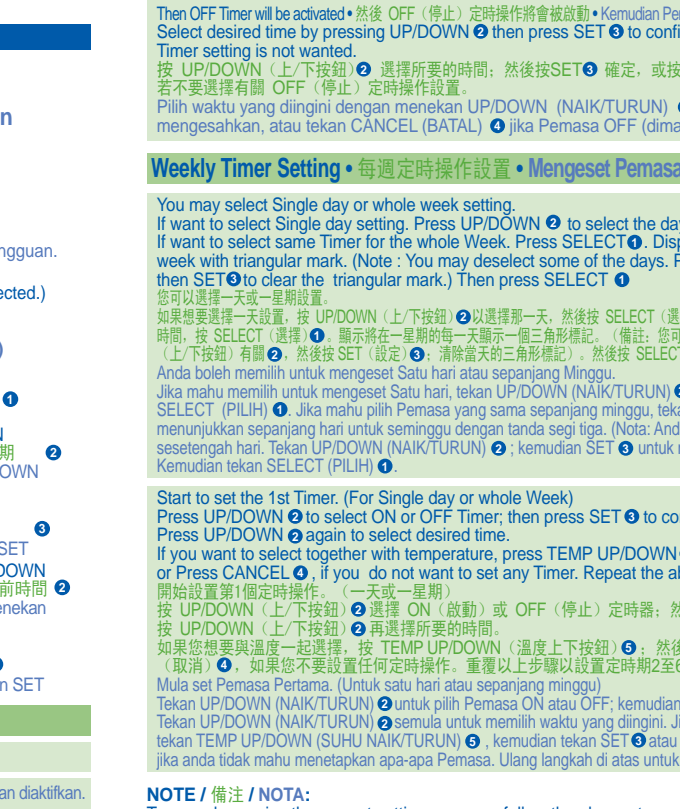 n
ngguan.
ected.)
)
❶
N
期 ❷
OWN
❸
SET
DOWN
前時間 ❷
enekan
n SET
an diaktifkan.
Then OFF Timer will be activated • 然後 OFF（停止）定時操作將會被啟動 • Kemudian Pe
Select desired time by pressing UP/DOWN ❷ then press SET ❸ to confi
Timer setting is not wanted.
按 UP/DOWN（上/下按鈕）❷ 選擇所要的時間；然後按SET❸ 確定，或按
若不要選擇有關 OFF（停止）定時操作設置。
Pilih waktu yang diingini dengan menekan UP/DOWN (NAIK/TURUN)
mengesahkan, atau tekan CANCEL (BATAL) ❹ jika Pemasa OFF (dima
Weekly Timer Setting • 每週定時操作設置 • Mengeset Pemasa
You may select Single day or whole week setting.
If want to select Single day setting. Press UP/DOWN ❷ to select the da
If want to select same Timer for the whole Week. Press SELECT❶. Disp
week with triangular mark. (Note : You may deselect some of the days. P
then SET❸to clear the triangular mark.) Then press SELECT ❶
您可以選擇一天或一星期設置。
如果想要選擇一天設置，按 UP/DOWN（上/下按鈕）❷以選擇那一天，然後按 SELECT（選
時間，按 SELECT（選擇）❶。顯示將在一星期的每一天顯示一個三角形標記。（備註：您可
（上/下按鈕）有關❷，然後按 SET（設定）❸；清除當天的三角形標記）。然後按 SELECT
Anda boleh memilih untuk mengeset Satu hari atau sepanjang Minggu.
Jika mahu memilih untuk mengeset Satu hari, tekan UP/DOWN (NAIK/TURUN) ❷
SELECT (PILIH) ❶. Jika mahu pilih Pemasa yang sama sepanjang minggu, teka
menunjukkan sepanjang hari untuk seminggu dengan tanda segi tiga. (Nota: And
sesetengah hari. Tekan UP/DOWN (NAIK/TURUN) ❷ ; kemudian SET ❸ untuk
Kemudian tekan SELECT (PILIH) ❶.
Start to set the 1st Timer. (For Single day or whole Week)
Press UP/DOWN ❷ to select ON or OFF Timer; then press SET ❸ to co
Press UP/DOWN ❷ again to select desired time.
If you want to select together with temperature, press TEMP UP/DOWN
or Press CANCEL❹ , if you do not want to set any Timer. Repeat the a
開始設置第1個定時操作。（一天或一星期）
按 UP/DOWN（上/下按鈕）❷ 選擇 ON（啟動）或 OFF（停止）定時器；然
按 UP/DOWN（上/下按鈕）❷ 再選擇所要的時間。
如果您想要與溫度一起選擇，按 TEMP UP/DOWN（溫度上下按鈕）❺；然後
（取消）❹，如果您不要設置任何定時操作。重覆以上步驟以設置定時期2至6
Mula set Pemasa Pertama. (Untuk satu hari atau sepanjang minggu)
Tekan UP/DOWN (NAIK/TURUN) ❷ untuk pilih Pemasa ON atau OFF; kemudian
Tekan UP/DOWN (NAIK/TURUN) ❷ semula untuk memilih waktu yang diingini. Ji
tekan TEMP UP/DOWN (SUHU NAIK/TURUN) ❺ , kemudian tekan SET❸ atau
jika anda tidak mahu menetapkan apa-apa Pemasa. Ulang langkah di atas untuk
NOTE / 備注 / NOTA: